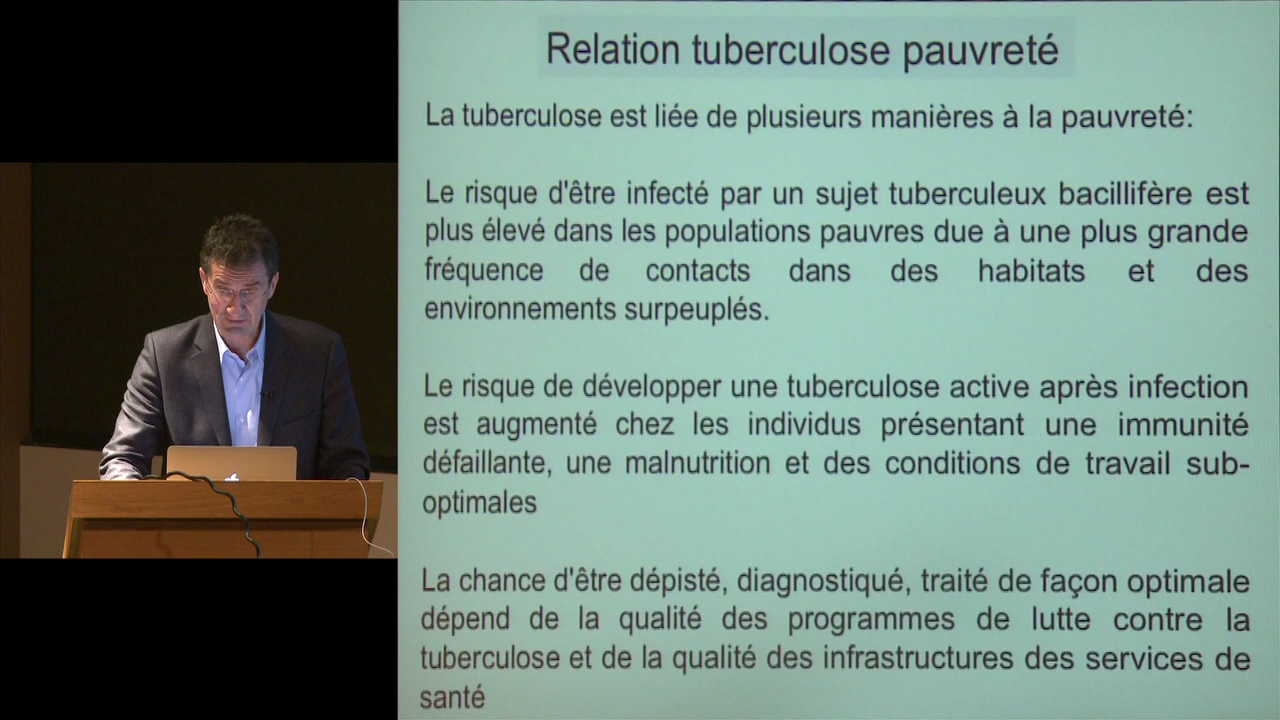 Relation tuberculose pauvreté
La tuberculose est liée de plusieurs manières à la pauvreté:
Le risque d'être infecté par un sujet tuberculeux bacillifère est
plus élevé dans les populations pauvres due à une plus grande
fréquence de contacts dans des habitats et des
environnements surpeuplés.
Le risque de développer une tuberculose active après infection
est augmenté chez les individus présentant une immunité
défaillante, une malnutrition et des conditions de travail sub-
optimales
La chance d'être dépisté, diagnostiqué, traité de façon optimale
dépend de la qualité des programmes de lutte contre la
tuberculose et de la qualité des infrastructures des services de
santé